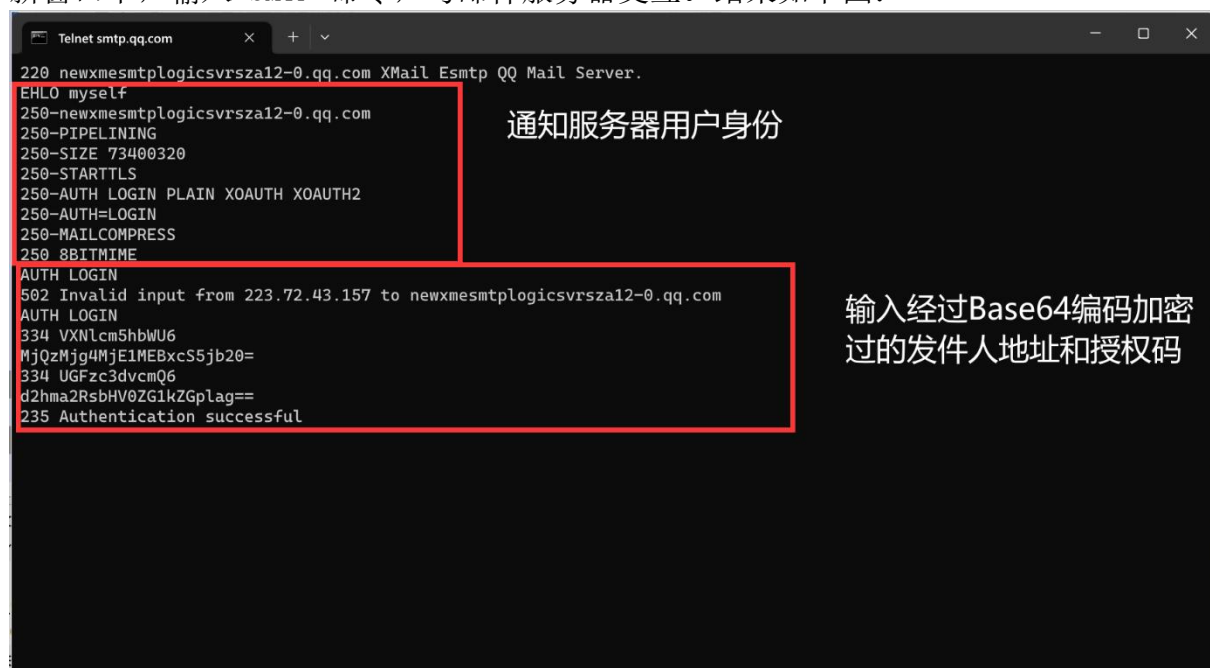 Telnet smtp.qq.com
220 newxmesmtplogicsvrsza12-0.qq.com XMail Esmtp QQ Mail Server.
EHLO myself
250-newxmesmtplogicsvrsza12-0.qq.com
250-PIPELINING
250-SIZE 73400320
250-STARTTLS
250-AUTH LOGIN PLAIN XOAUTH XOAUTH2
250-AUTH=LOGIN
250-MAILCOMPRESS
250 8BITMIME
通知服务器用户身份
AUTH LOGIN
502 Invalid input from 223.72.43.157 to newxmesmtplogicsvrsza12-0.qq.com
AUTH LOGIN
334 VXNlcm5hbWU6
MjQzMjg4MjE1MEBxcS5jb20=
334 UGFzc3dvcmQ6
d2hma2RsbHV0ZG1kZGplag==
235 Authentication successful
输入经过Base64编码加密
过的发件人地址和授权码